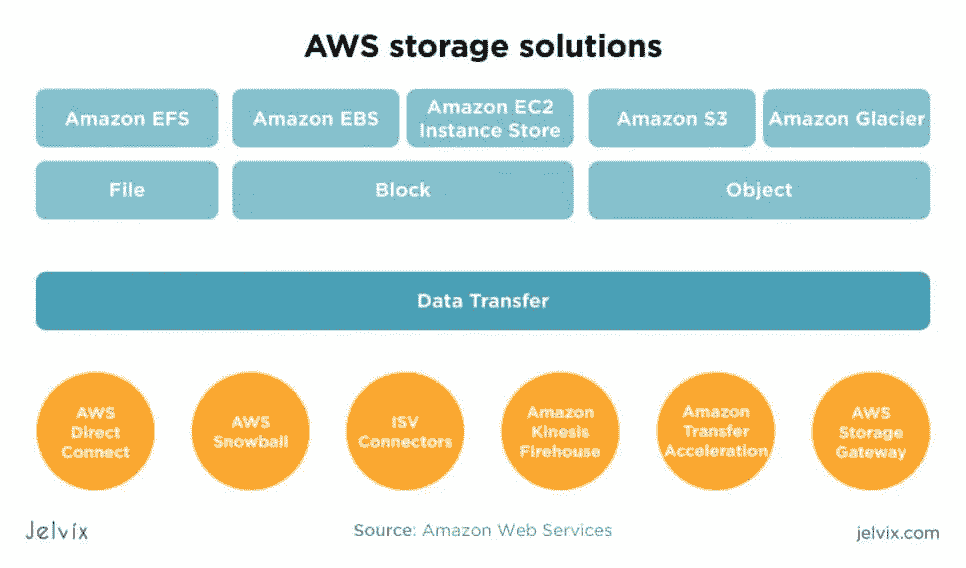 AWS storage solutions
Amazon EFS
Amazon EBS
Amazon EC2
Instance Store
Amazon S3
Amazon Glacier
File
Block
Object
Data Transfer
AWS
Direct
Connect
AWS
Snowball
ISV
Connectors
Amazon
Kinesis
Firehouse
Amazon
Transfer
Acceleration
AWS
Storage
Gateway
Jelvix
Source: Amazon Web Services
jelvix.com